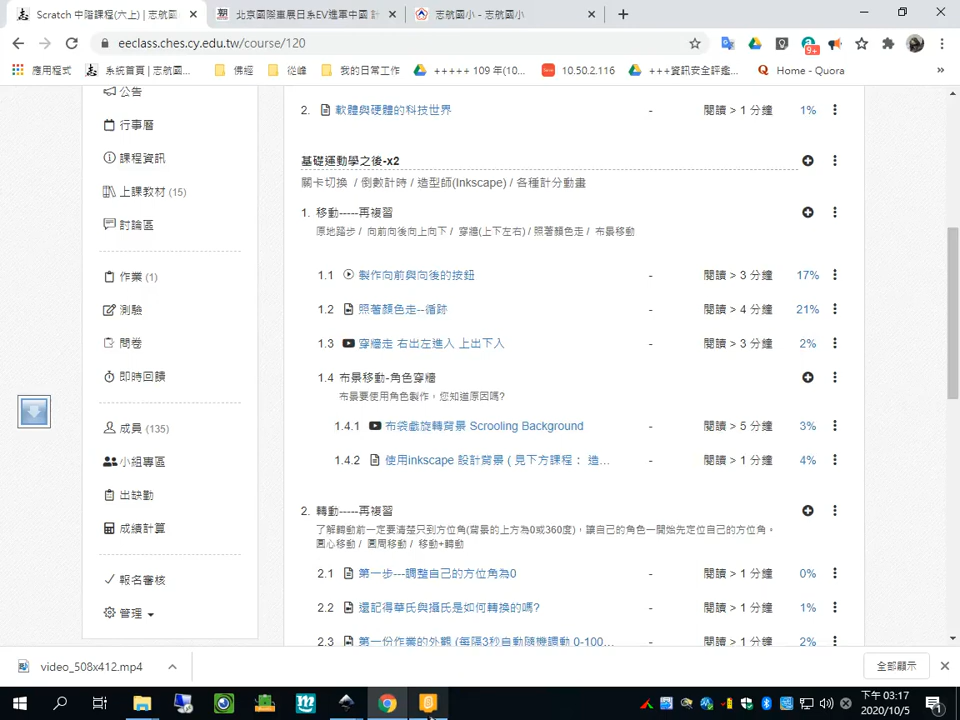 Scratch 中階課程(六上) | 志航國
北京國際車展日系EV進軍中國 
志航國小 - 志航國小
eeclass.ches.cy.edu.tw/course/120
9+
應用程式
系統首頁 | 志航國...
佛經
從峰
我的日常工作
+++++ 109 年(10...
10.50.2.116
+++資訊安全評鑑...
Home - Quora
»
公告
行事曆
課程資訊
上課教材 (15)
討論區
作業 (1)
測驗
問卷
即時回饋
成員 (135)
小組專區
出缺勤
成績計算
報名審核
管理
2. 軟體與硬體的科技世界 - 閱讀 > 1 分鐘 1%
基礎運動學之後-x2
關卡切換 / 倒數計時 / 造型師(Inkscape) / 各種計分動畫
1. 移動-----再複習
原地踏步 / 向前向後向上向下 / 穿牆(上下左右) / 照著顏色走 / 布景移動
1.1 製作向前與向後的按鈕 - 閱讀 > 3 分鐘 17%
1.2 照著顏色走--循跡 - 閱讀 > 4 分鐘 21%
1.3 穿牆走 右出左進入 上出下入 - 閱讀 > 3 分鐘 2%
1.4 布景移動-角色穿牆
布景要使用角色製作，您知道原因嗎?
1.4.1 布袋戲旋轉背景 Scrooling Background - 閱讀 > 5 分鐘 3%
1.4.2 使用inkscape 設計背景 ( 見下方課程： 造... - 閱讀 > 1 分鐘 4%
2. 轉動-----再複習
了解轉動前一定要清楚只到方位角(背景的上方為0或360度)，讓自己的角色一開始先定位自己的方位角。
圓心移動 / 圓周移動 / 移動+轉動
2.1 第一步---調整自己的方位角為0 - 閱讀 > 1 分鐘 0%
2.2 還記得華氏與攝氏是如何轉換的嗎? - 閱讀 > 1 分鐘 1%
2.3 第一份作業的外觀 (每隔3秒自動隨機調動 0-100... - 閱讀 > 1 分鐘 2%
video_508x412.mp4
全部顯示
下午 03:17
2020/10/5
1